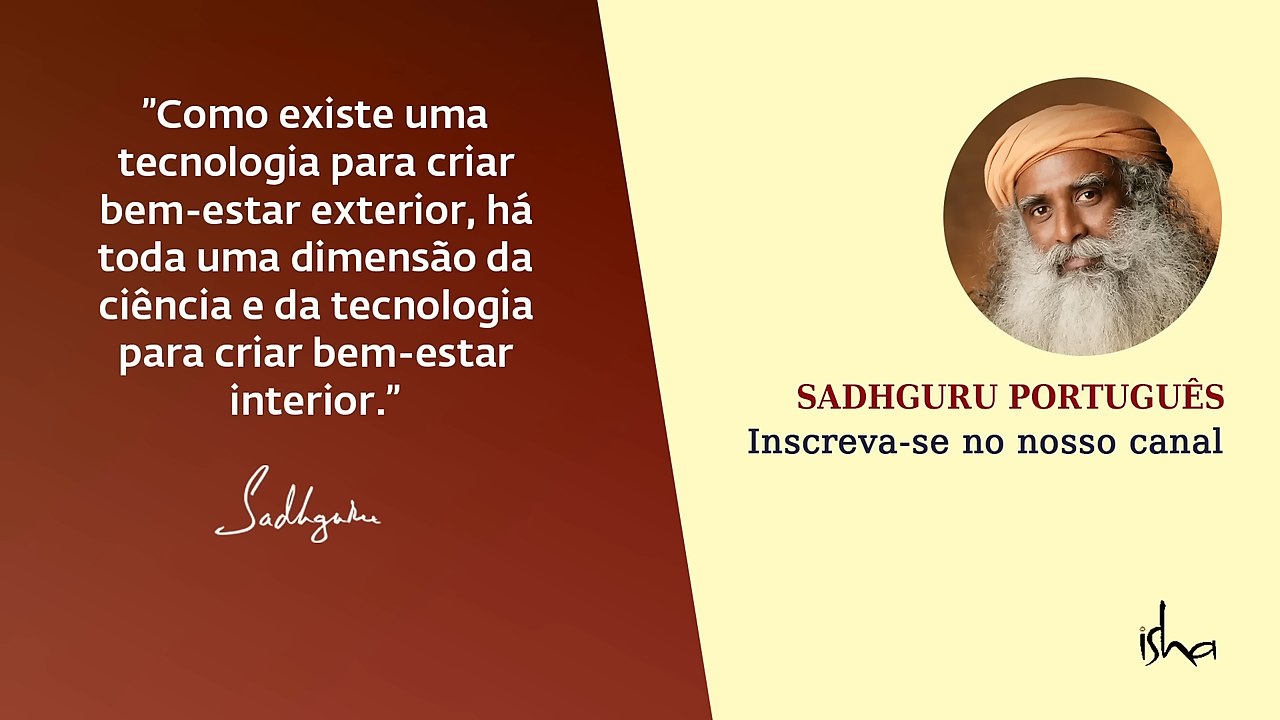 ”Como existe uma
tecnologia para criar
bem-estar exterior, há
toda uma dimensão da
ciência e da tecnologia
para criar bem-estar
interior.”
Sadhguru
SADHGURU PORTUGUÊS
Inscreva-se no nosso canal
isha